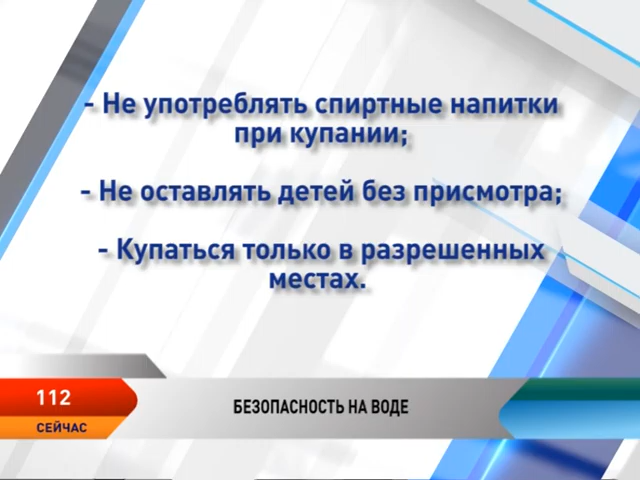 - Не употреблять спиртные напитки
при купании;
- Не оставлять детей без присмотра;
- Купаться только в разрешенных
местах.
112
СЕЙЧАС
БЕЗОПАСНОСТЬ НА ВОДЕ